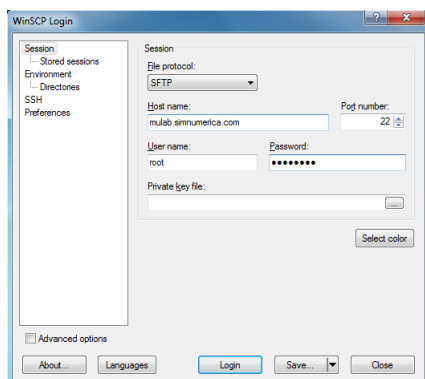 WinSCP Login
Session
Stored sessions
Environment
Directories
SSH
Preferences
Session
File protocol:
SFTP
Host name:
Port number:
mulab.simnumerica.com
22
User name:
Password:
root
••••••••
Private key file:
...
Select color
Advanced options
About...
Languages
Login
Save...
Close